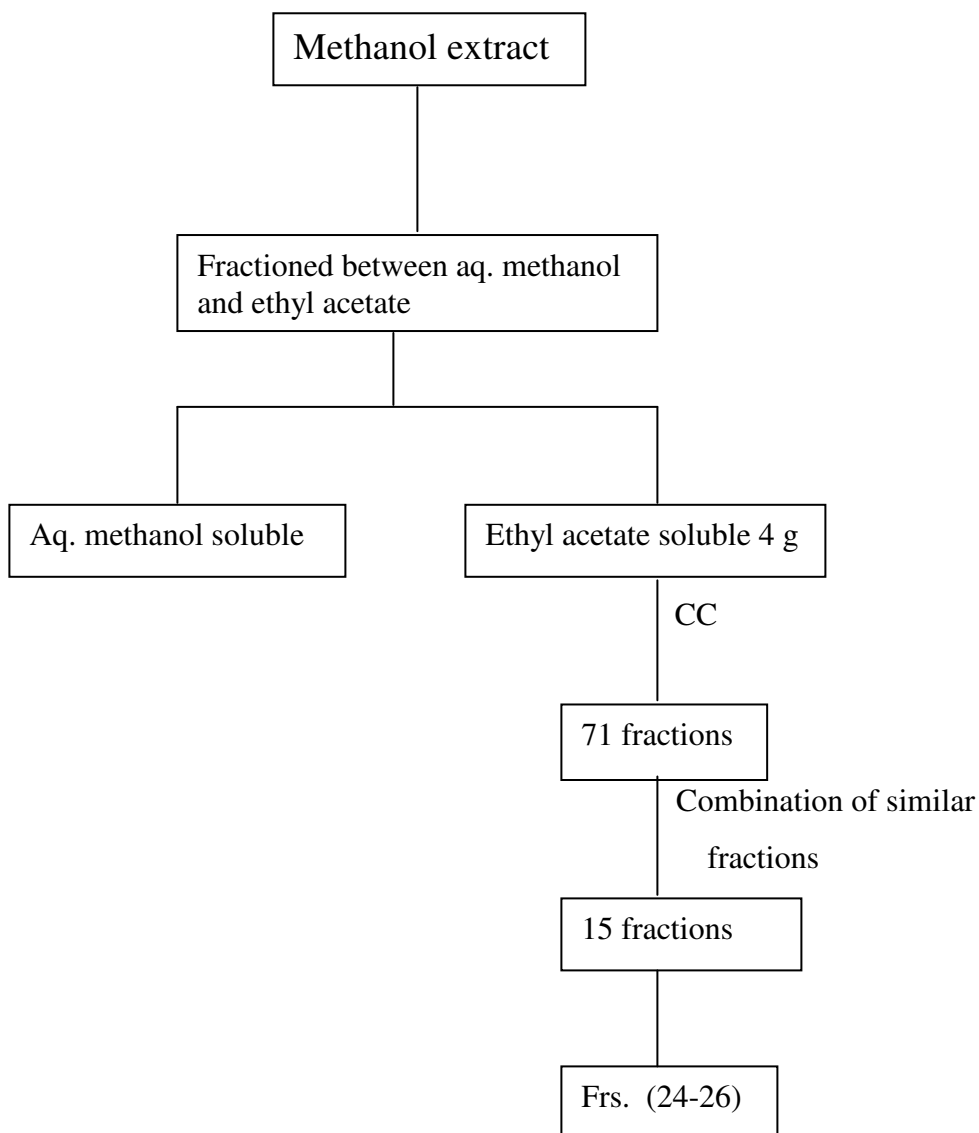 Methanol extract
Fractioned between aq. methanol
and ethyl acetate
Aq. methanol soluble
Ethyl acetate soluble 4 g
CC
71 fractions
Combination of similar
fractions
15 fractions
Frs. (24-26)